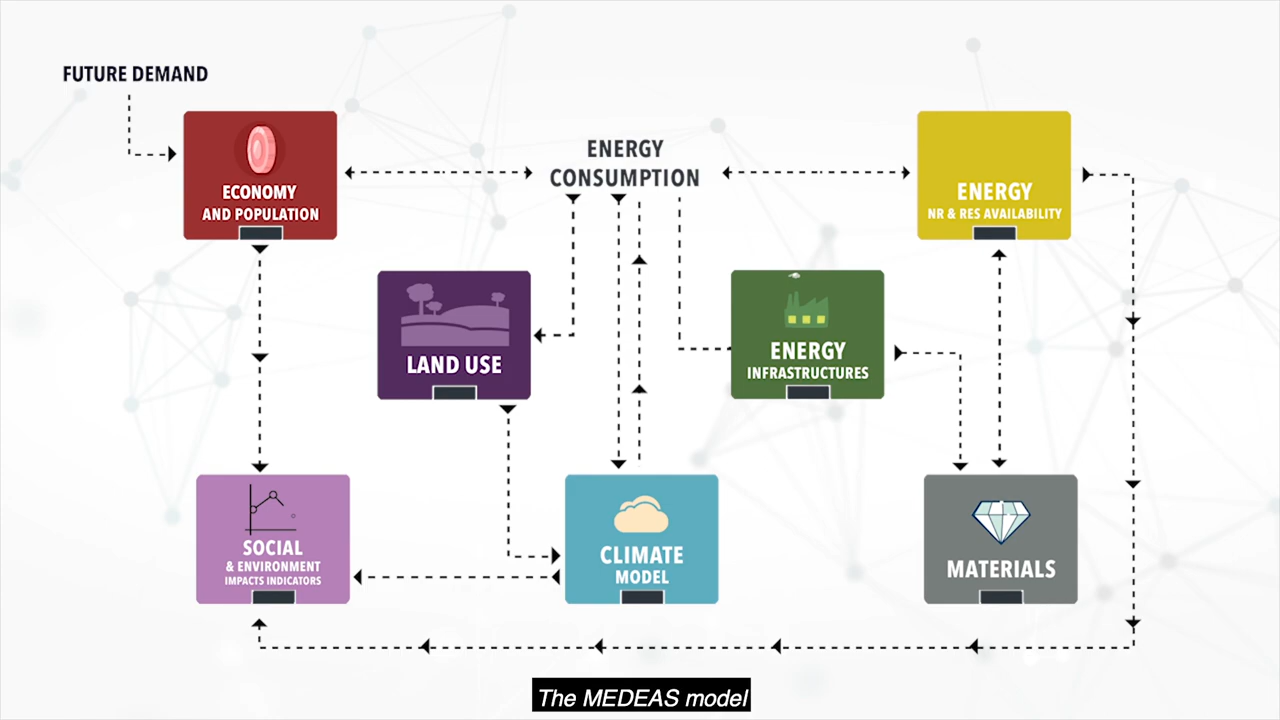 FUTURE DEMAND
ECONOMY
AND POPULATION
ENERGY
CONSUMPTION
ENERGY
NR & RES AVAILABILITY
LAND USE
ENERGY
INFRASTRUCTURES
SOCIAL
& ENVIRONMENT
IMPACTS INDICATORS
CLIMATE
MODEL
MATERIALS
The MEDEAS model